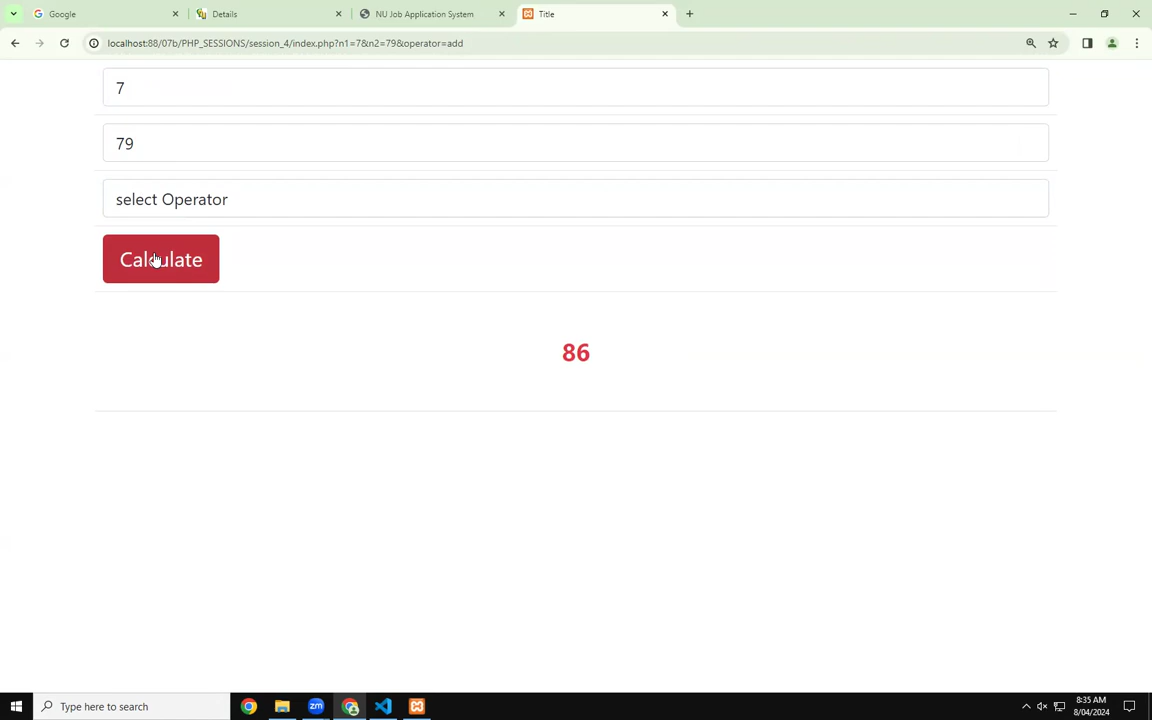 Google
Details
NU Job Application System
Title
localhost:88/07b/PHP_SESSIONS/session_4/index.php?n1=7&n2=79&operator=add
7
79
select Operator
Calculate
86
Type here to search
zm
8:35 AM
8/04/2024